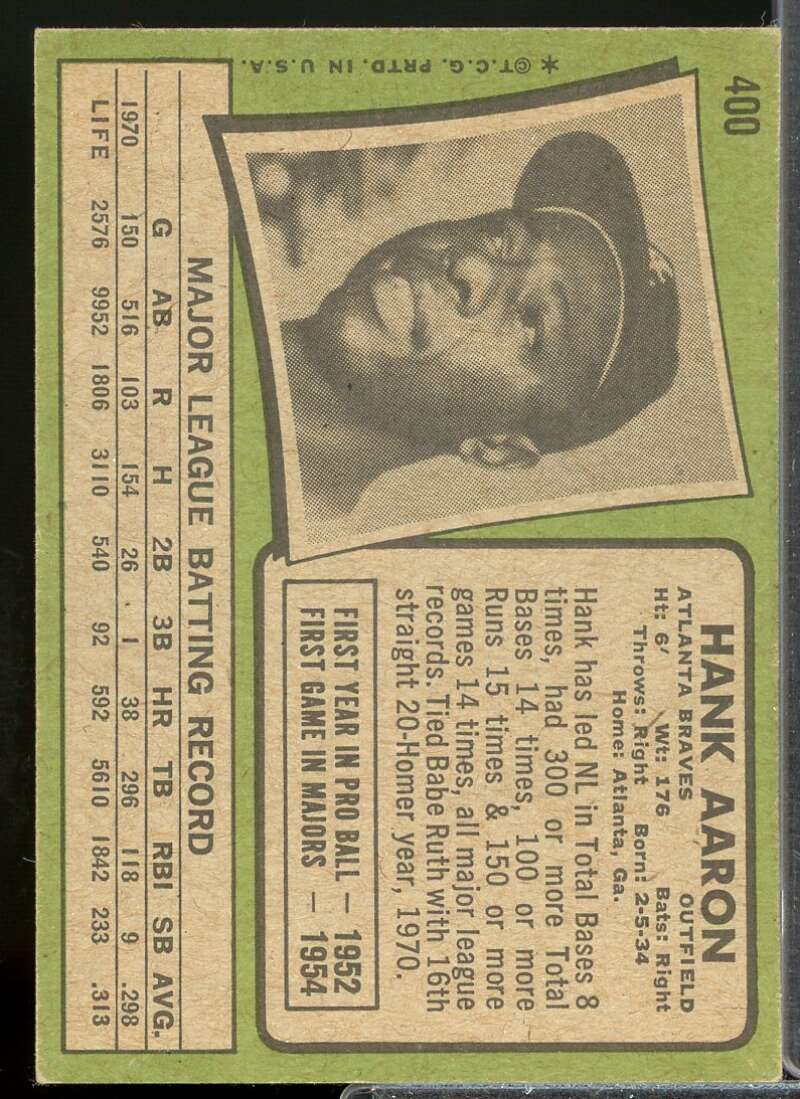 400
HANK AARON
ATLANTA BRAVES OUTFIELD
Ht: 6′ Wt: 176 Bats: Right
Throws: Right Born: 2-5-34
Home: Atlanta, Ga.
Hank has led NL in Total Bases 8
times, had 300 or more Total
Bases 14 times, 100 or more
Runs 15 times & 150 or more
games 14 times, all major league
records. Tied Babe Ruth with 16th
straight 20-Homer year, 1970.
FIRST YEAR IN PRO BALL — 1952
FIRST GAME IN MAJORS — 1954
MAJOR LEAGUE BATTING RECORD
G AB R H 2B 3B HR TB RBI SB AVG.
1970 150 516 103 154 26 1 38 296 118 9 .298
LIFE 2576 9952 1806 3110 540 92 592 5610 1842 233 .313
* © T.C.G. PRTD. IN U.S.A.